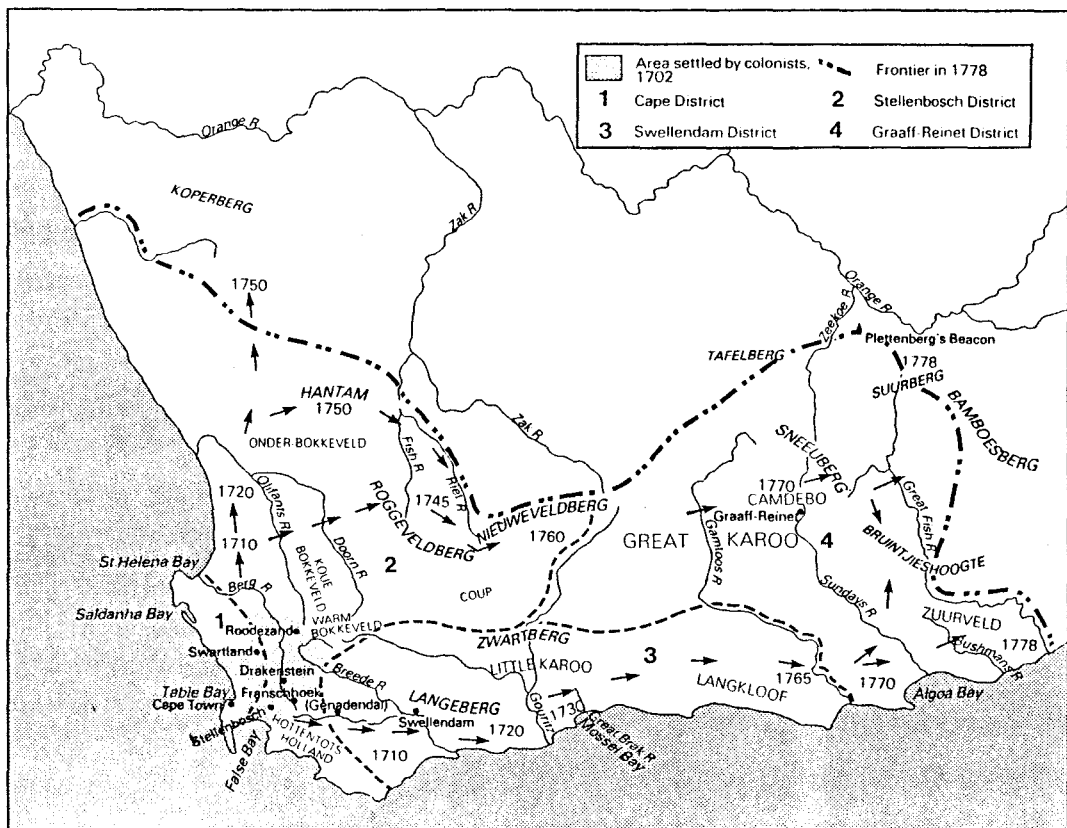 Area settled by colonists,
1702
Frontier in 1778
1 Cape District
2 Stellenbosch District
3 Swellendam District
4 Graaff-Reinet District
Orange R
KOPERBERG
Zak R
1750
Orange R
Zeekoe R
Plettenberg's Beacon
TAFELBERG
1778
SUURBERG
BAMBOESBERG
HANTAM
1750
ONDER-BOKKEVELD
Fish R
Riet R
Zak R
SNEEUBERG
1720
Olifants R
1745
ROGGEVELDBERG
NIEUWEVELDBERG
1770
CAMDEBO
Great Fish R
1710
Doorn R
1760
Graaff-Reinet
GREAT KAROO
4
BRUINTJIESHOOGTE
St Helena Bay
KOUE
BOKKEVELD
2
Gamtoos R
Berg R
COUP
Sundays R
Saldanha Bay
1
WARM
BOKKEVELD
ZUURVELD
Roodezand
ZWARTBERG
Bushmans R
1778
Swartland
LITTLE KAROO
3
Drakenstein
Breede R
1765
1770
Table Bay
Franschhoek
LANGEBERG
LANGKLOOF
Algoa Bay
Cape Town
(Genadendal)
Gouritz
1730
Stellenbosch
Swellendam
Great Brak R
Mossel Bay
HOTTENTOTS
HOLLAND
1720
False Bay
1710